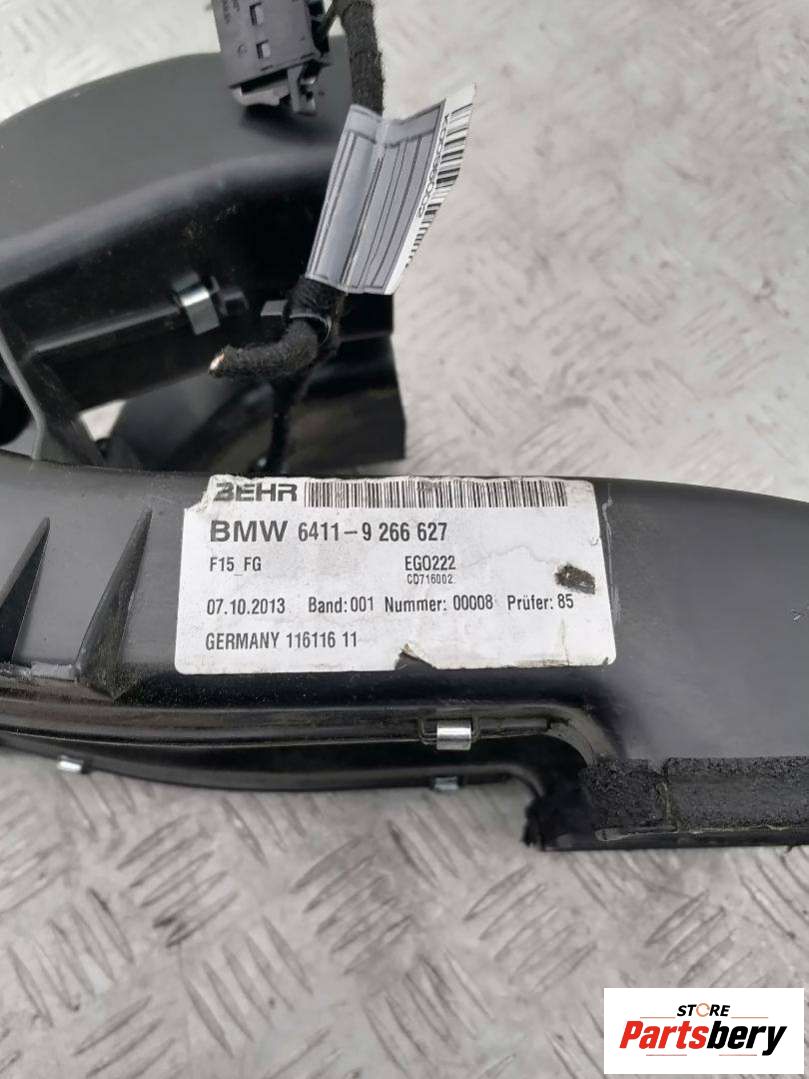 BEHR
BMW 6411-9 266 627
F15_FG EG0222
CD716002
07.10.2013 Band:001 Nummer:00008 Prüfer:85
GERMANY 116116 11
STORE
Partsbery